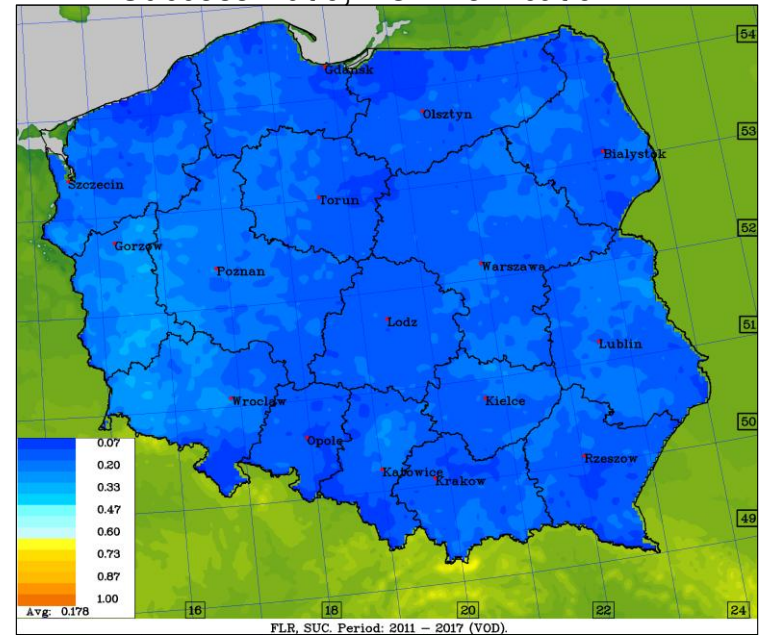 54
Gdansk
Olsztyn
53
Bialystok
Szczecin
Torun
52
Gorzow
Poznan
Warszawa
Lodz
51
Lublin
Wroclaw
Kielce
50
Opole
0.07
0.20
0.33
0.47
0.60
0.73
0.87
1.00
Avg: 0.178
Katowice
Krakow
Rzeszow
49
16
18
20
22
24
FLR, SUC. Period: 2011 – 2017 (VOD).